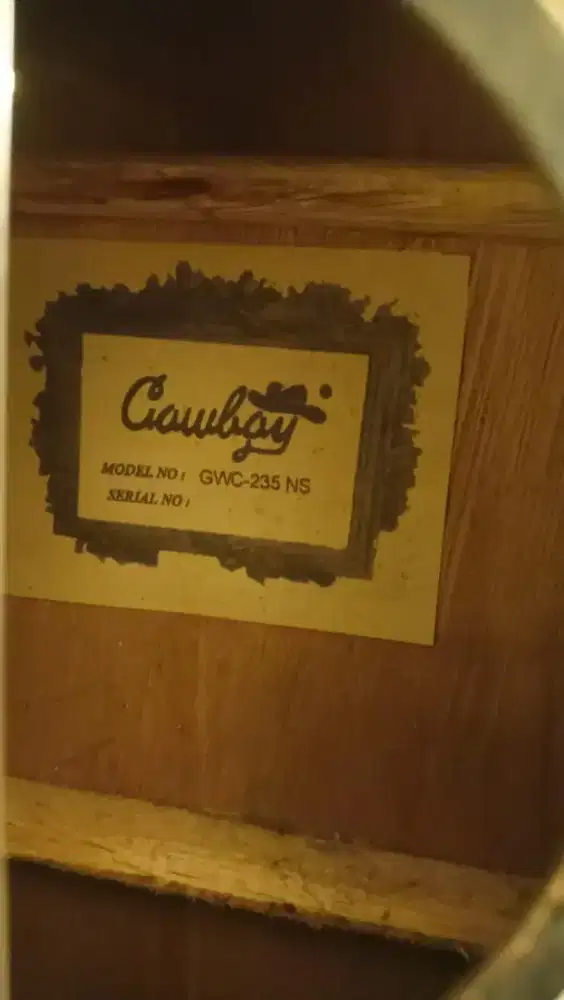 Cowboy
MODEL NO : GWC-235 NS
SERIAL NO :